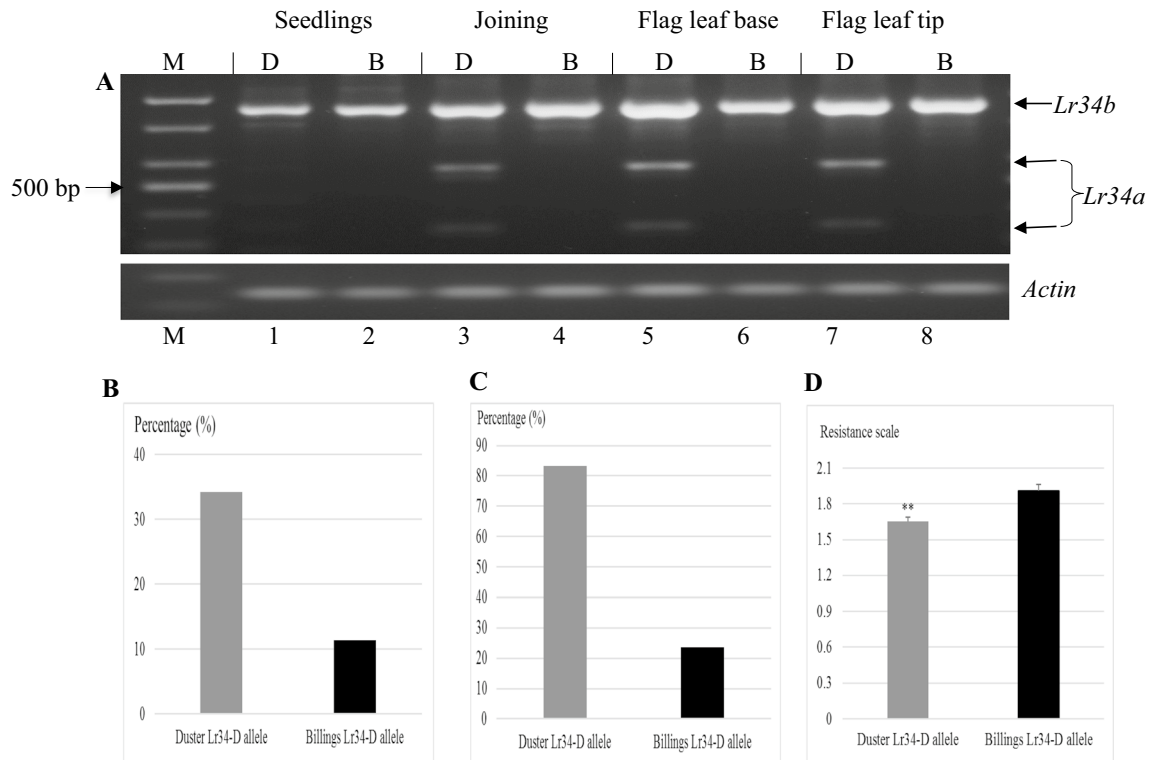 Seedlings Joining Flag leaf base Flag leaf tip
M D B D B D B D B
A
Lr34b
500 bp
Lr34a
Actin
M 1 2 3 4 5 6 7 8
B
Percentage (%)
40
30
20
10
0
Duster Lr34-D allele Billings Lr34-D allele
C
Percentage (%)
90
80
70
60
50
40
30
20
10
0
Duster Lr34-D allele Billings Lr34-D allele
D
Resistance scale
2.1
1.8
**
1.5
1.2
0.9
0.6
0.3
0
Duster Lr34-D allele Billings Lr34-D allele